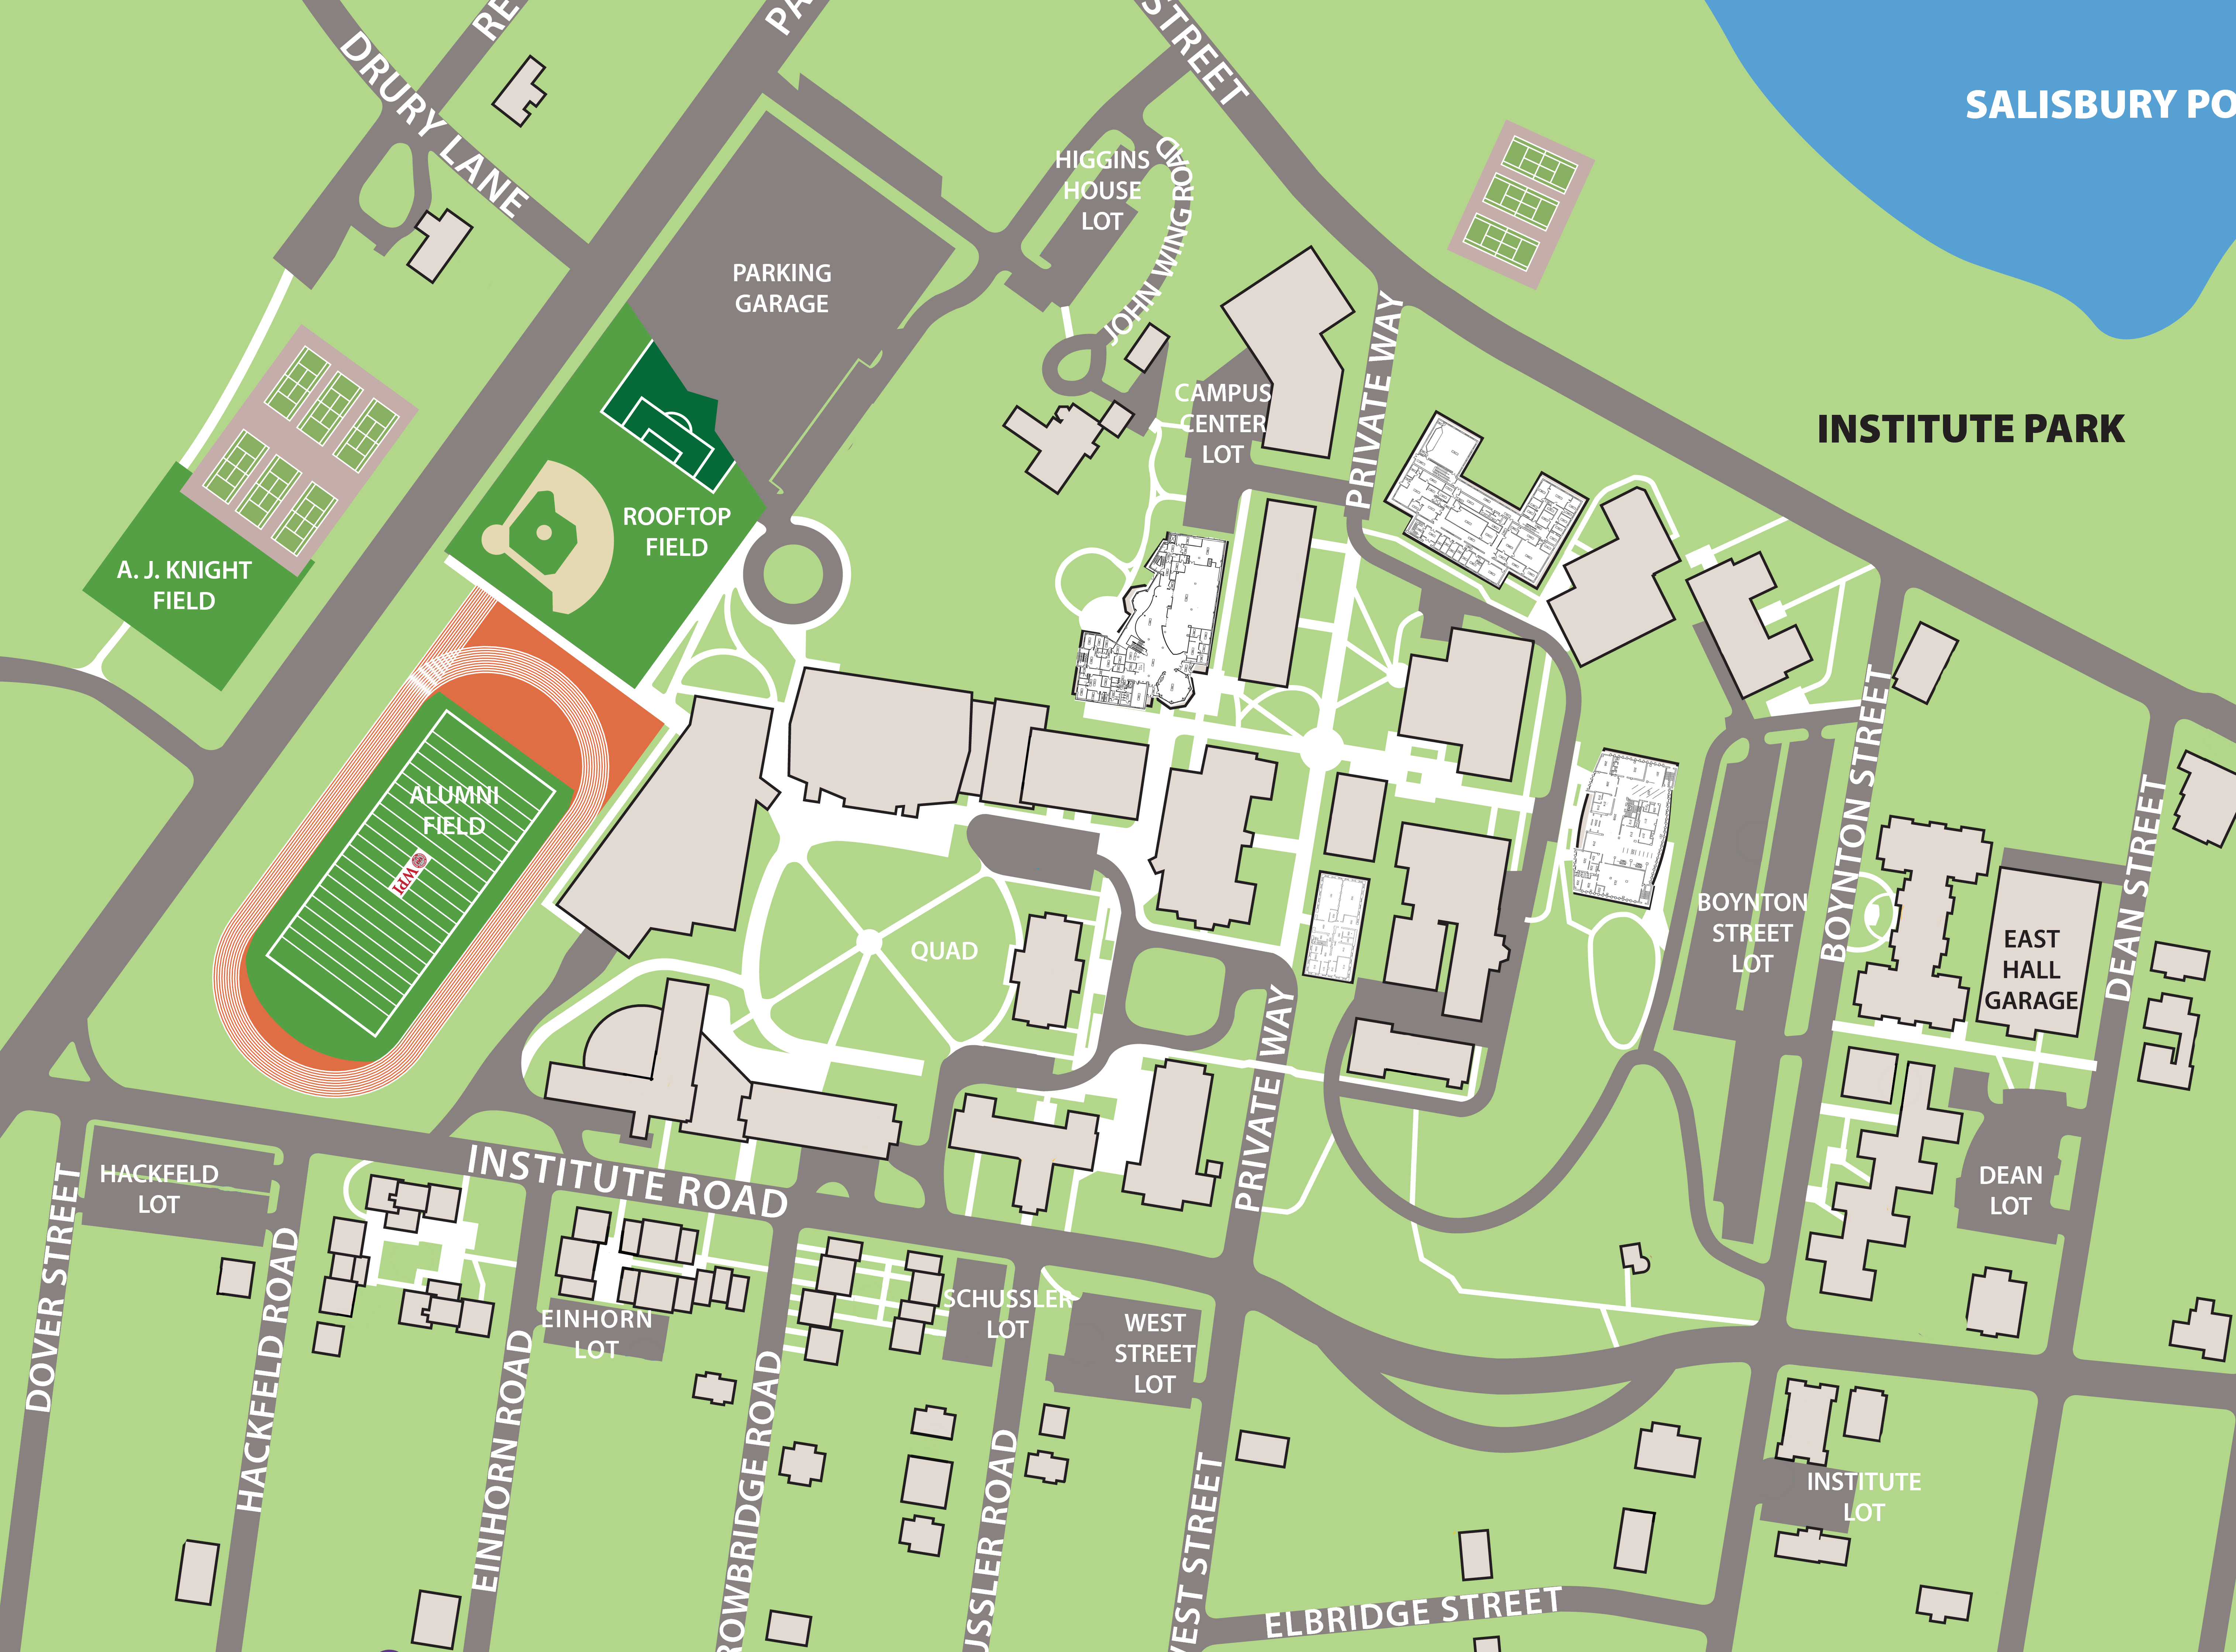 DRURY LANE
RE
PA
STREET
SALISBURY PO
HIGGINS
HOUSE
LOT
JOHN WING ROAD
PARKING
GARAGE
PRIVATE WAY
CAMPUS
CENTER
LOT
INSTITUTE PARK
ROOFTOP
FIELD
A. J. KNIGHT
FIELD
ALUMNI
FIELD
WPI
QUAD
BOYNTON
STREET
LOT
BOYNTON STREET
DEAN STREET
EAST
HALL
GARAGE
PRIVATE WAY
HACKFELD
LOT
INSTITUTE ROAD
DEAN
LOT
DOVER STREET
HACKFELD ROAD
EINHORN
LOT
EINHORN ROAD
SCHUSSLER
LOT
WEST
STREET
LOT
ROWBRIDGE ROAD
USSLER ROAD
EST STREET
INSTITUTE
LOT
ELBRIDGE STREET